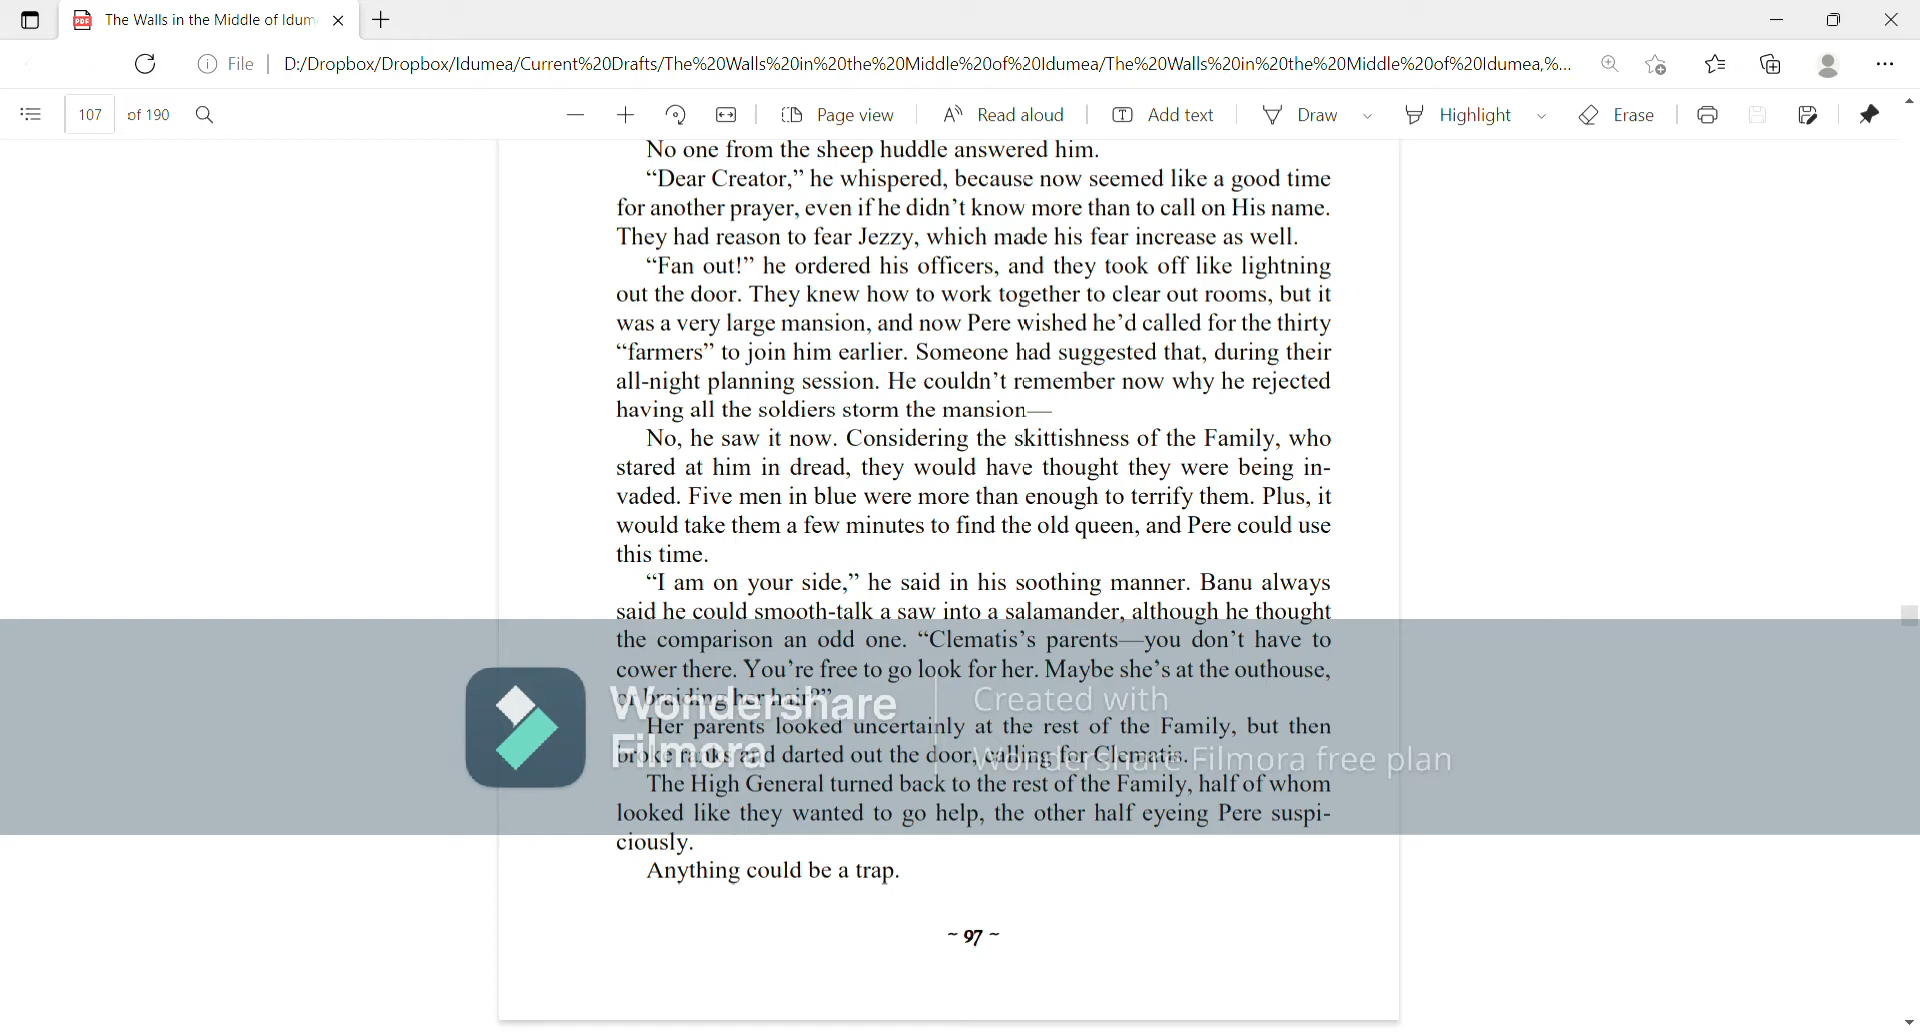 The Walls in the Middle of Idum
File
D:/Dropbox/Dropbox/Idumea/Current%20Drafts/The%20Walls%20in%20the%20Middle%20of%20Idumea/The%20Walls%20in%20the%20Middle%20of%20Idumea,%...
107 of 190 Page view Read aloud Add text Draw Highlight Erase
No one from the sheep huddle answered him.
“Dear Creator,” he whispered, because now seemed like a good time
for another prayer, even if he didn’t know more than to call on His name.
They had reason to fear Jezzy, which made his fear increase as well.
“Fan out!” he ordered his officers, and they took off like lightning
out the door. They knew how to work together to clear out rooms, but it
was a very large mansion, and now Pere wished he’d called for the thirty
“farmers” to join him earlier. Someone had suggested that, during their
all-night planning session. He couldn’t remember now why he rejected
having all the soldiers storm the mansion—
No, he saw it now. Considering the skittishness of the Family, who
stared at him in dread, they would have thought they were being in-
vaded. Five men in blue were more than enough to terrify them. Plus, it
would take them a few minutes to find the old queen, and Pere could use
this time.
“I am on your side,” he said in his soothing manner. Banu always
said he could smooth-talk a saw into a salamander, although he thought
the comparison an odd one. “Clematis’s parents—you don’t have to
cower there. You’re free to go look for her. Maybe she’s at the outhouse,
or braiding her hair?”
Wondershare
Filmora
Created with
Wondershare Filmora free plan
Her parents looked uncertainly at the rest of the Family, but then
broke ranks and darted out the door, calling for Clematis.
The High General turned back to the rest of the Family, half of whom
looked like they wanted to go help, the other half eyeing Pere suspi-
ciously.
Anything could be a trap.
~ 97 ~